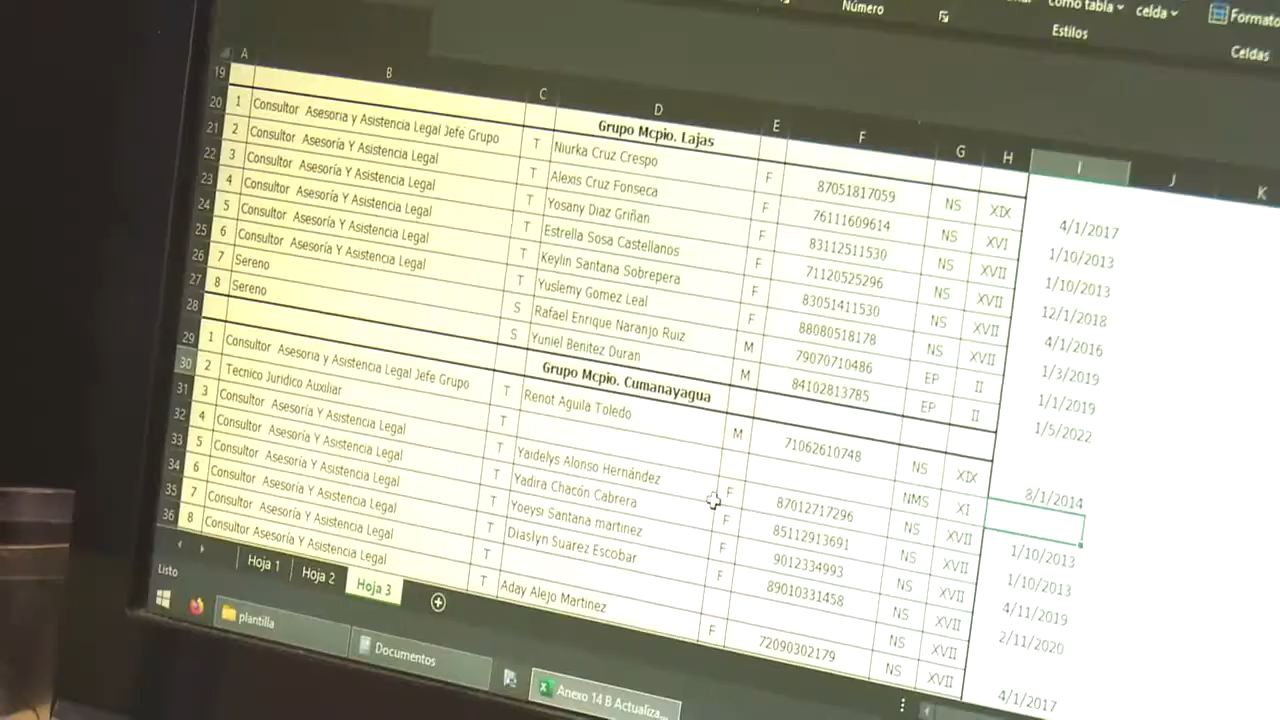 Número
como tabla
celda
Formato
Estilos
Celdas
A B C D E F G H I J K
19
20 1 Consultor Asesoria y Asistencia Legal Jefe Grupo Grupo Mcpio. Lajas
21 2 Consultor Asesoría Y Asistencia Legal T Niurka Cruz Crespo F 87051817059 NS XIX 4/1/2017
22 3 Consultor Asesoría Y Asistencia Legal T Alexis Cruz Fonseca F 76111609614 NS XVI 1/10/2013
23 4 Consultor Asesoría Y Asistencia Legal T Yosany Diaz Griñan F 83112511530 NS XVII 1/10/2013
24 5 Consultor Asesoría Y Asistencia Legal T Estrella Sosa Castellanos F 71120525296 NS XVII 12/1/2018
25 6 Consultor Asesoría Y Asistencia Legal T Keylin Santana Sobrepera F 83051411530 NS XVII 4/1/2016
26 7 Sereno T Yuslemy Gomez Leal F 88080518178 NS XVII 1/3/2019
27 8 Sereno S Rafael Enrique Naranjo Ruiz M 79070710486 EP II 1/1/2019
28 S Yuniel Benitez Duran M 84102813785 EP II 1/5/2022
29 1 Consultor Asesoria y Asistencia Legal Jefe Grupo Grupo Mcpio. Cumanayagua
30 2 Tecnico Juridico Auxiliar T Renot Aguila Toledo M 71062610748 NS XIX 8/1/2014
31 3 Consultor Asesoría Y Asistencia Legal T NMS XI
32 4 Consultor Asesoría Y Asistencia Legal T Yaidelys Alonso Hernández F 87012717296 NS XVII 1/10/2013
33 5 Consultor Asesoría Y Asistencia Legal T Yadira Chacón Cabrera F 85112913691 NS XVII 1/10/2013
34 6 Consultor Asesoría Y Asistencia Legal T Yoeysi Santana martinez F 9012334993 NS XVII 4/11/2019
35 7 Consultor Asesoría Y Asistencia Legal T Diaslyn Suarez Escobar F 89010331458 NS XVII 2/11/2020
36 8 Consultor Asesoría Y Asistencia Legal T NS XVII
T Aday Alejo Martinez F 72090302179 NS XVII 4/1/2017
Hoja 1 Hoja 2 Hoja 3
Listo
plantilla
Documentos
Anexo 14 B Actualiza...